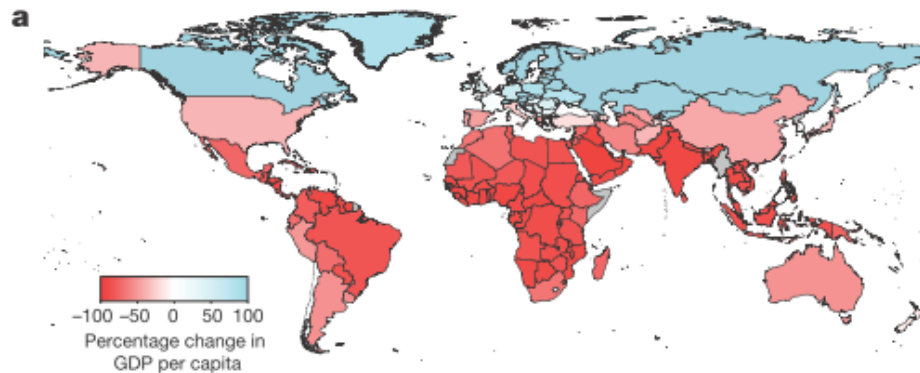 a
−100 −50 0 50 100
Percentage change in
GDP per capita